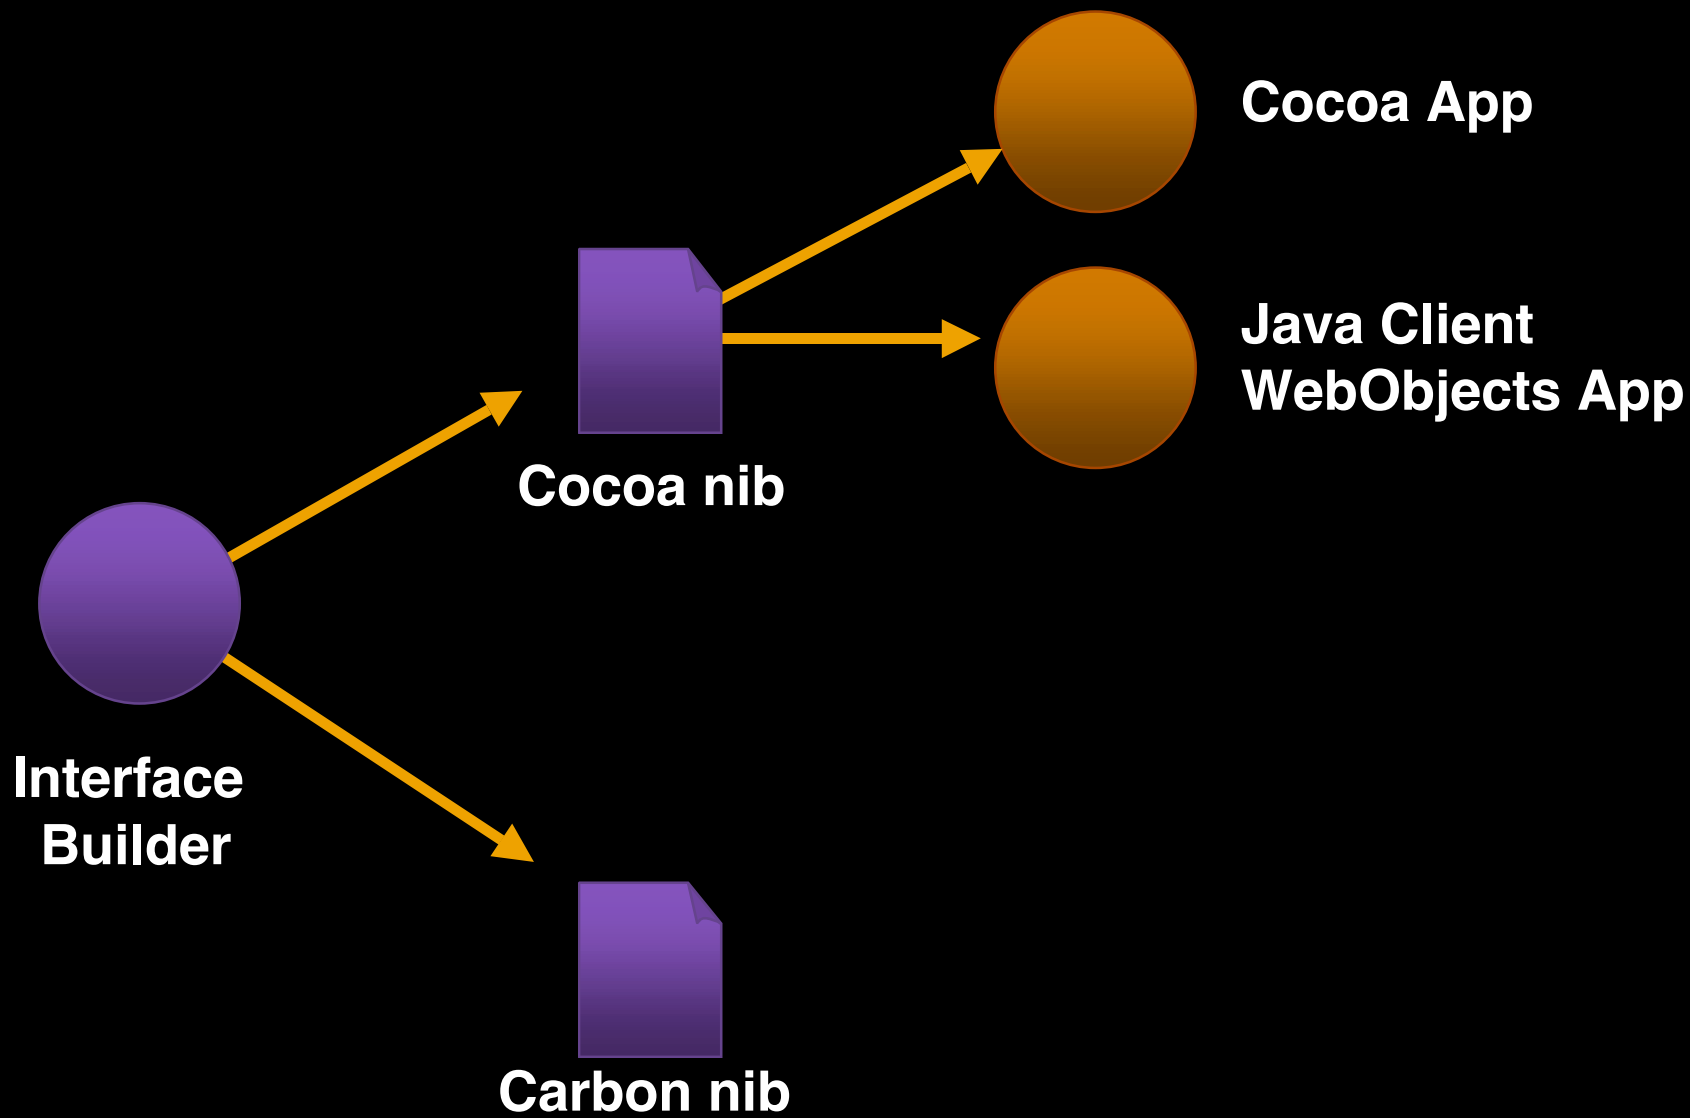 Cocoa App
Java Client
WebObjects App
Cocoa nib
Interface
Builder
Carbon nib